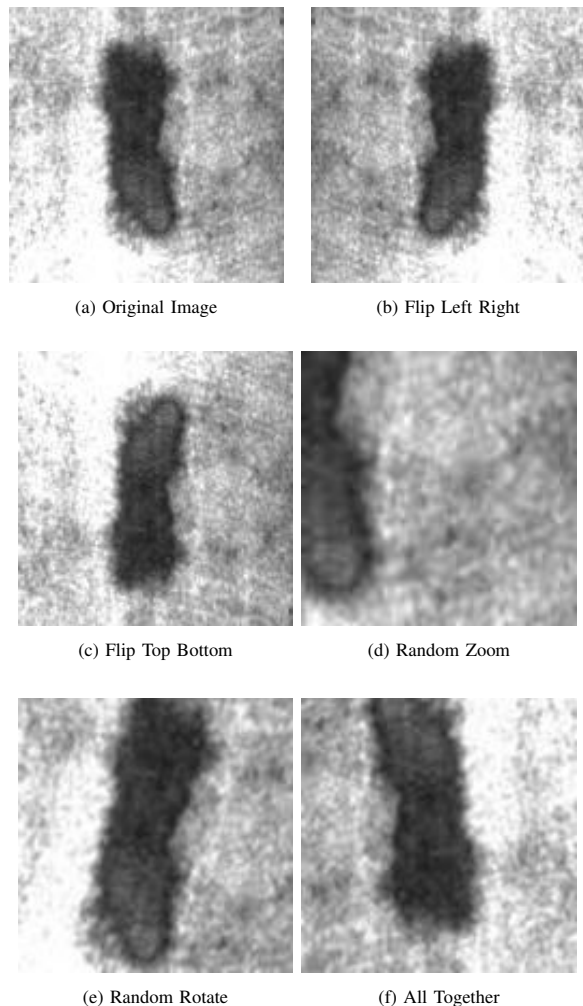 (a) Original Image
(b) Flip Left Right
(c) Flip Top Bottom
(d) Random Zoom
(e) Random Rotate
(f) All Together